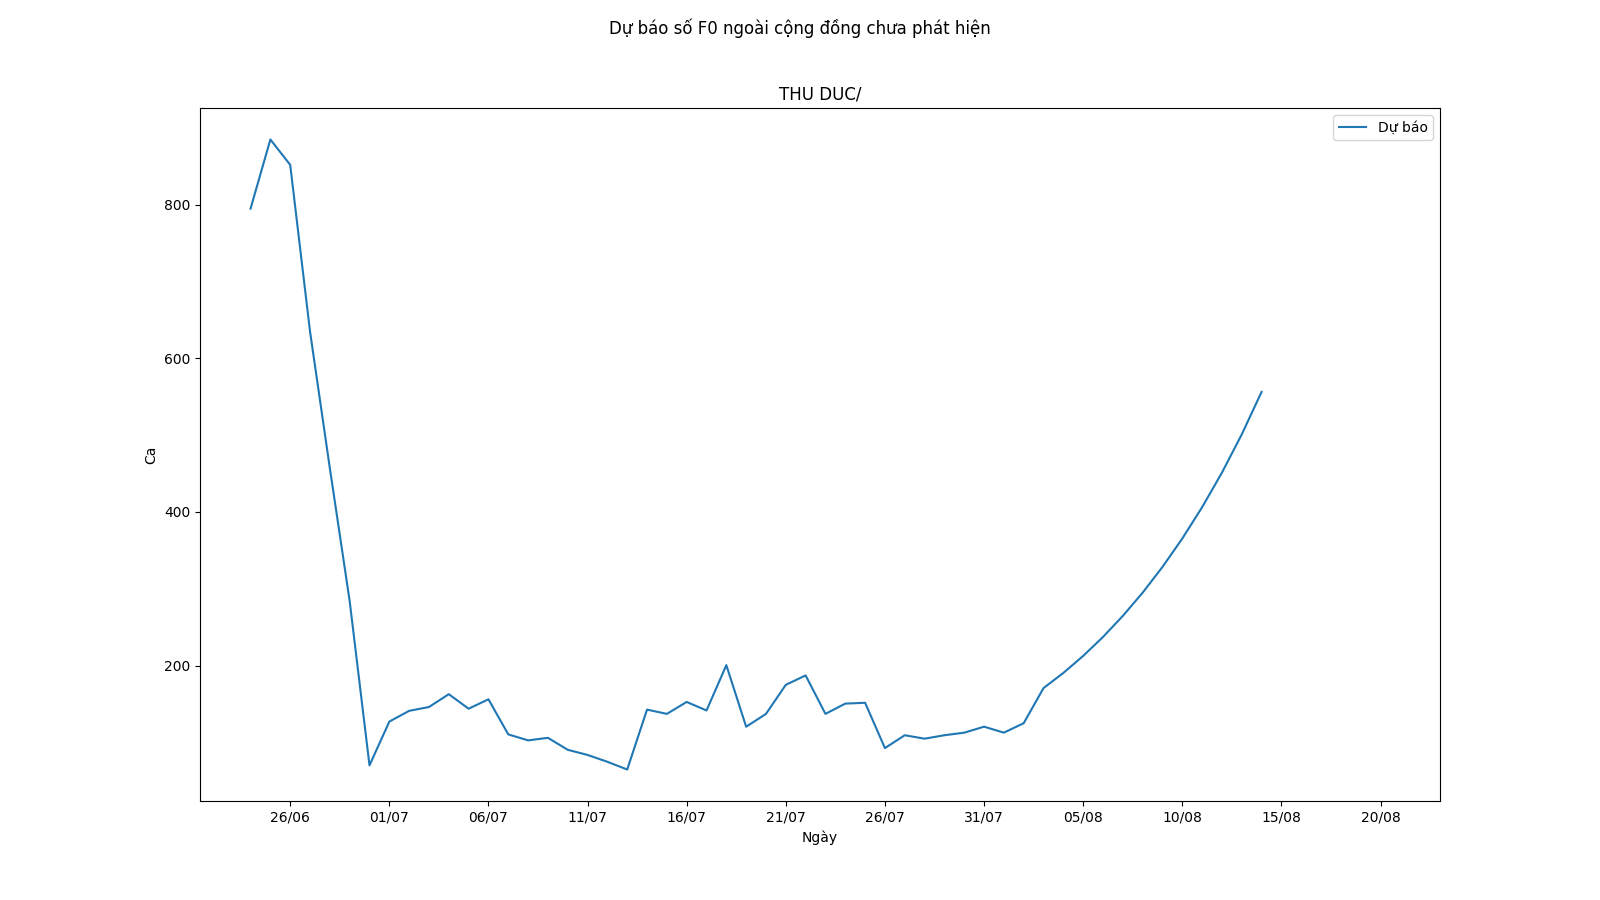 Dự báo số F0 ngoài cộng đồng chưa phát hiện
THU DUC/
Dự báo
800
600
400
200
Ca
26/06 01/07 06/07 11/07 16/07 21/07 26/07 31/07 05/08 10/08 15/08 20/08
Ngày